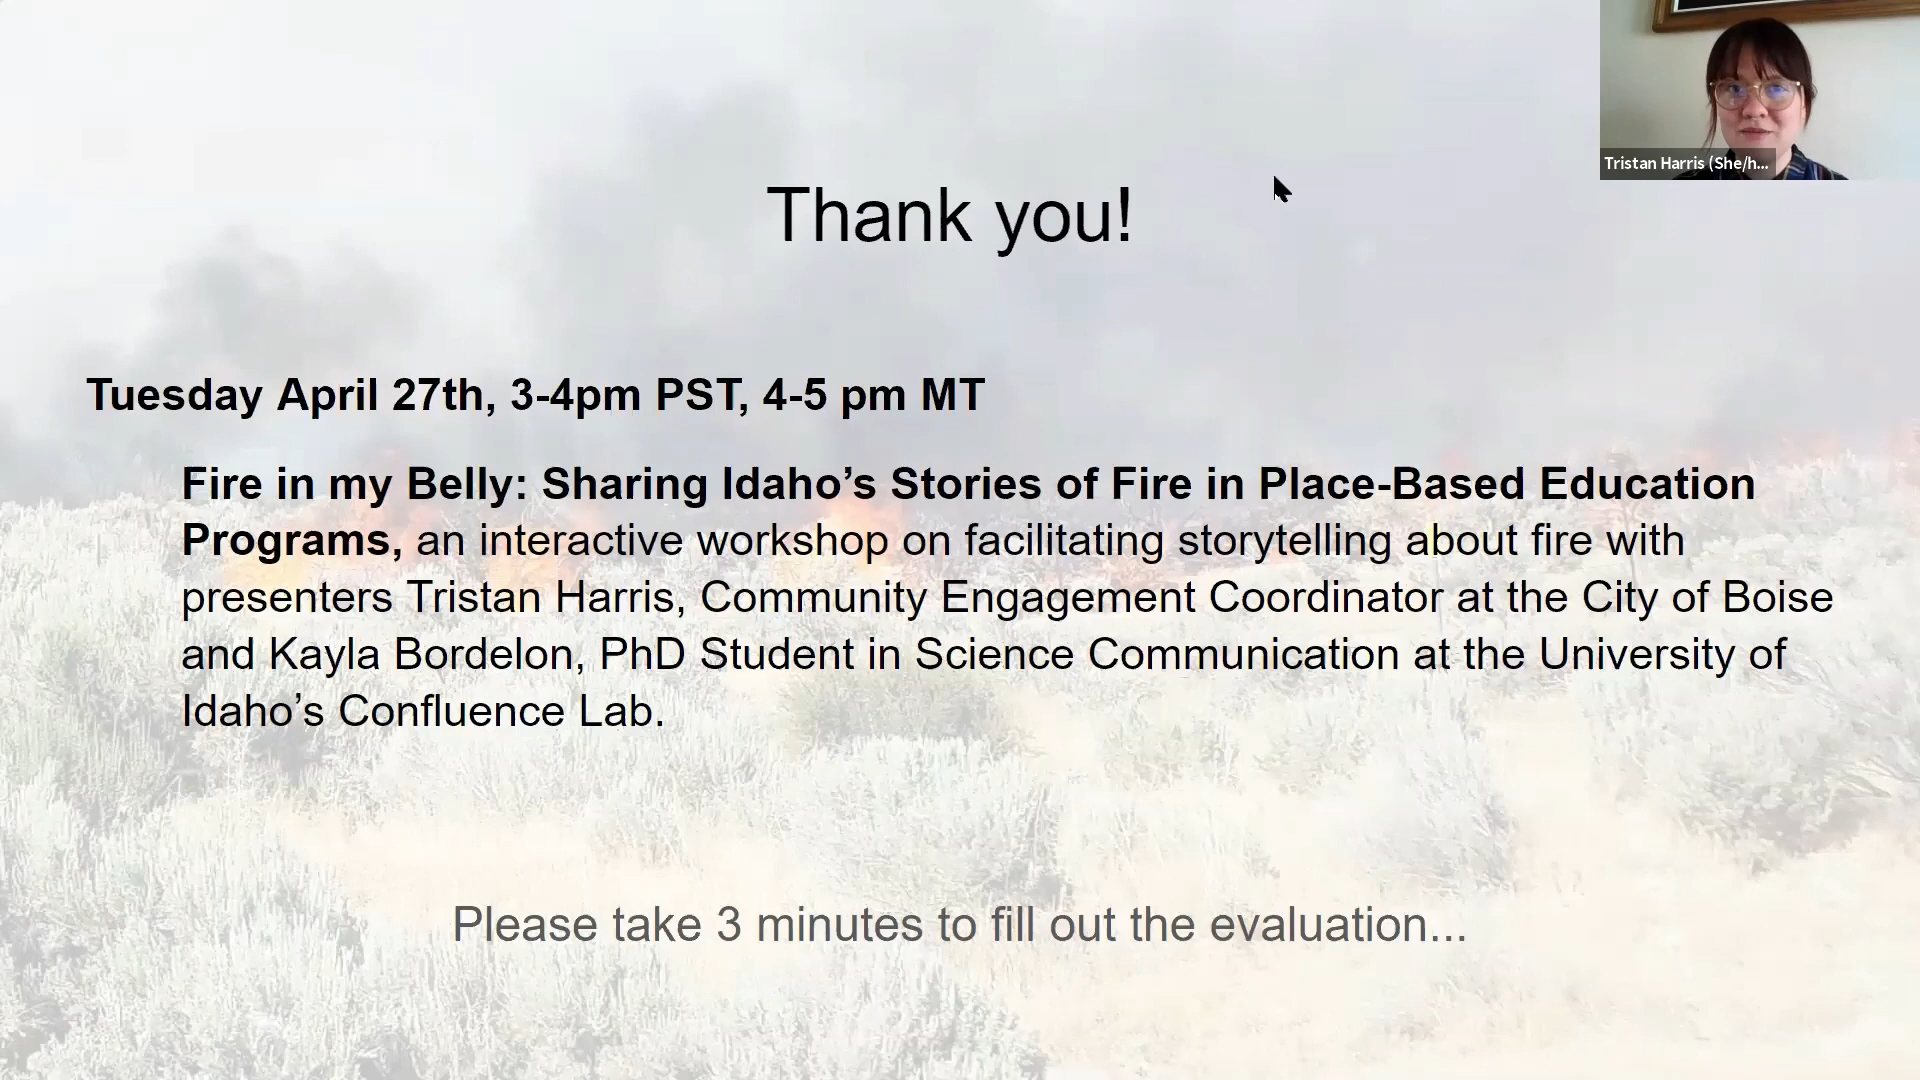 Tristan Harris (She/h...
Thank you!
Tuesday April 27th, 3-4pm PST, 4-5 pm MT
Fire in my Belly: Sharing Idaho’s Stories of Fire in Place-Based Education
Programs, an interactive workshop on facilitating storytelling about fire with
presenters Tristan Harris, Community Engagement Coordinator at the City of Boise
and Kayla Bordelon, PhD Student in Science Communication at the University of
Idaho’s Confluence Lab.
Please take 3 minutes to fill out the evaluation...